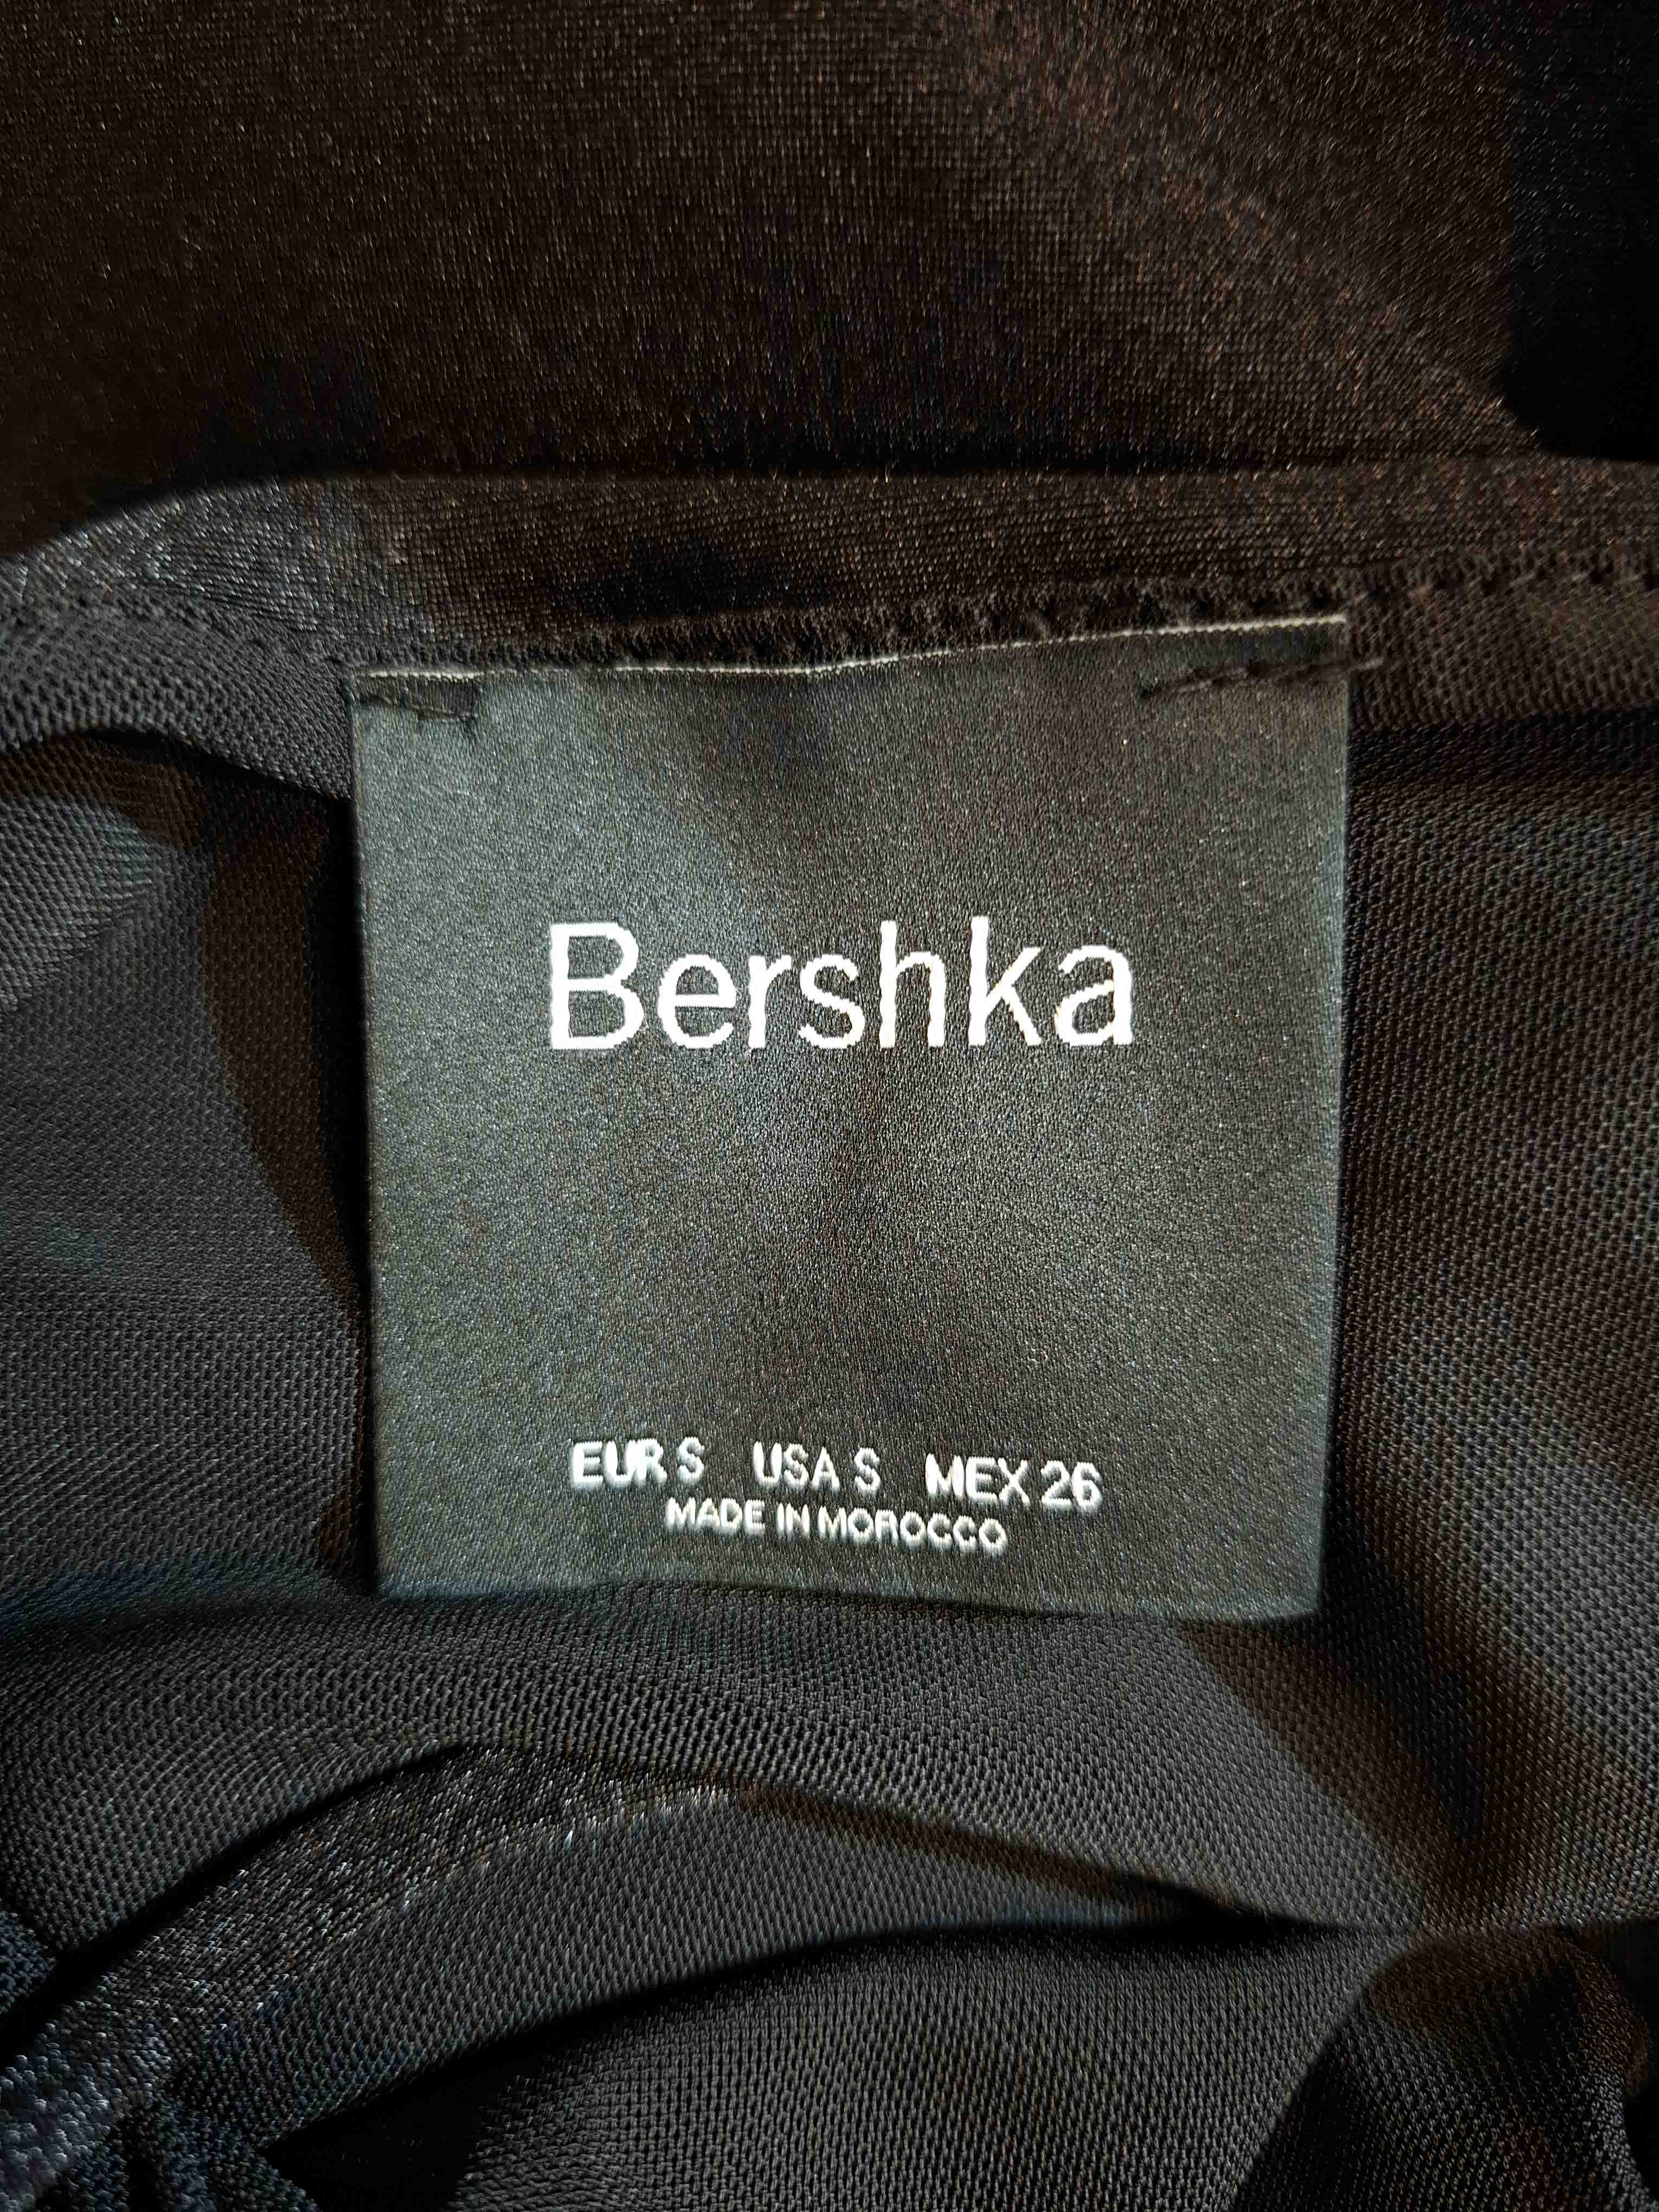 Bershka
EUR S USA S MEX 26
MADE IN MOROCCO